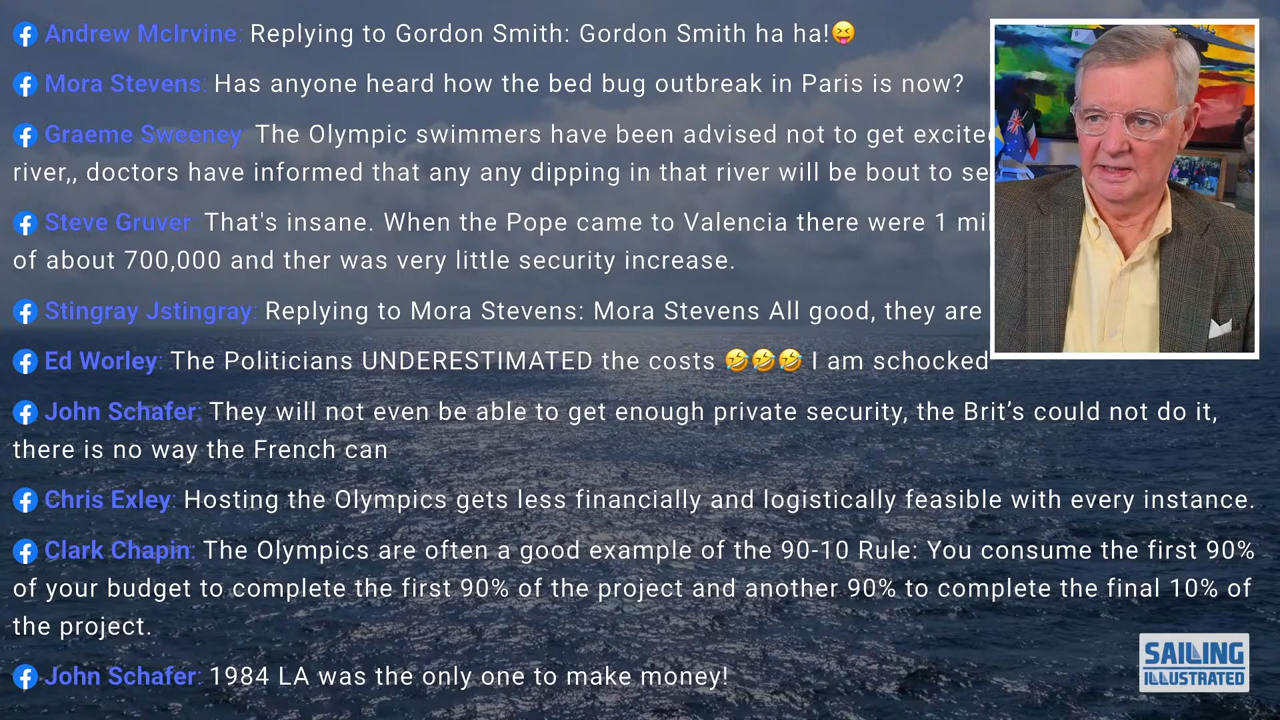 Andrew McIrvine: Replying to Gordon Smith: Gordon Smith ha ha!😝
Mora Stevens: Has anyone heard how the bed bug outbreak in Paris is now?
Graeme Sweeney: The Olympic swimmers have been advised not to get excited
river,, doctors have informed that any any dipping in that river will be bout to se
Steve Gruver: That's insane. When the Pope came to Valencia there were 1 mil
of about 700,000 and ther was very little security increase.
Stingray Jstingray: Replying to Mora Stevens: Mora Stevens All good, they are
Ed Worley: The Politicians UNDERESTIMATED the costs 🤣🤣🤣 I am schocked
John Schafer: They will not even be able to get enough private security, the Brit’s could not do it,
there is no way the French can
Chris Exley: Hosting the Olympics gets less financially and logistically feasible with every instance.
Clark Chapin: The Olympics are often a good example of the 90-10 Rule: You consume the first 90%
of your budget to complete the first 90% of the project and another 90% to complete the final 10% of
the project.
John Schafer: 1984 LA was the only one to make money!
SAILING
ILLUSTRATED